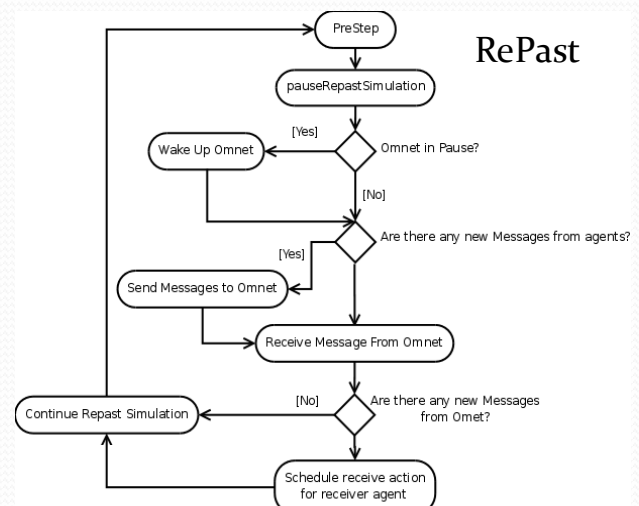 PreStep
RePast
pauseRepastSimulation
[Yes]
Wake Up Omnet
Omnet in Pause?
[No]
Are there any new Messages from agents?
[Yes]
Send Messages to Omnet
Receive Message From Omnet
[No]
Continue Repast Simulation
Are there any new Messages
from Omet?
Schedule receive action
for receiver agent